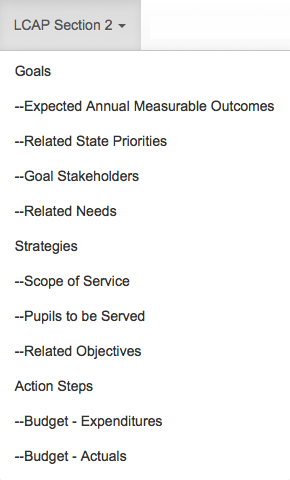 LCAP Section 2
Goals
--Expected Annual Measurable Outcomes
--Related State Priorities
--Goal Stakeholders
--Related Needs
Strategies
--Scope of Service
--Pupils to be Served
--Related Objectives
Action Steps
--Budget - Expenditures
--Budget - Actuals